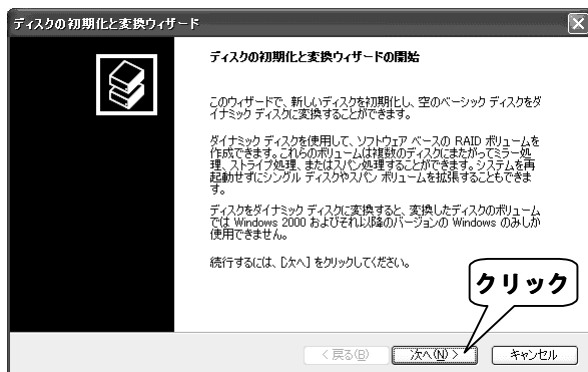 ディスクの初期化と変換ウィザード
ディスクの初期化と変換ウィザードの開始
このウィザードで、新しいディスクを初期化し、空のベーシック ディスクをダ
イナミック ディスクに変換することができます。
ダイナミック ディスクを使用して、ソフトウェア ベースの RAID ボリュームを
作成できます。これらのボリュームは複数のディスクにまたがってミラー処
理、ストライプ処理、またはスパン処理することができます。システムを再
起動せずにシングル ディスクやスパン ボリュームを拡張することもできま
す。
ディスクをダイナミック ディスクに変換すると、変換したディスクのボリューム
では Windows 2000 およびそれ以降のバージョンの Windows のみしか
使用できません。
続行するには、[次へ] をクリックしてください。
クリック
< 戻る(B)
次へ(N) >
キャンセル